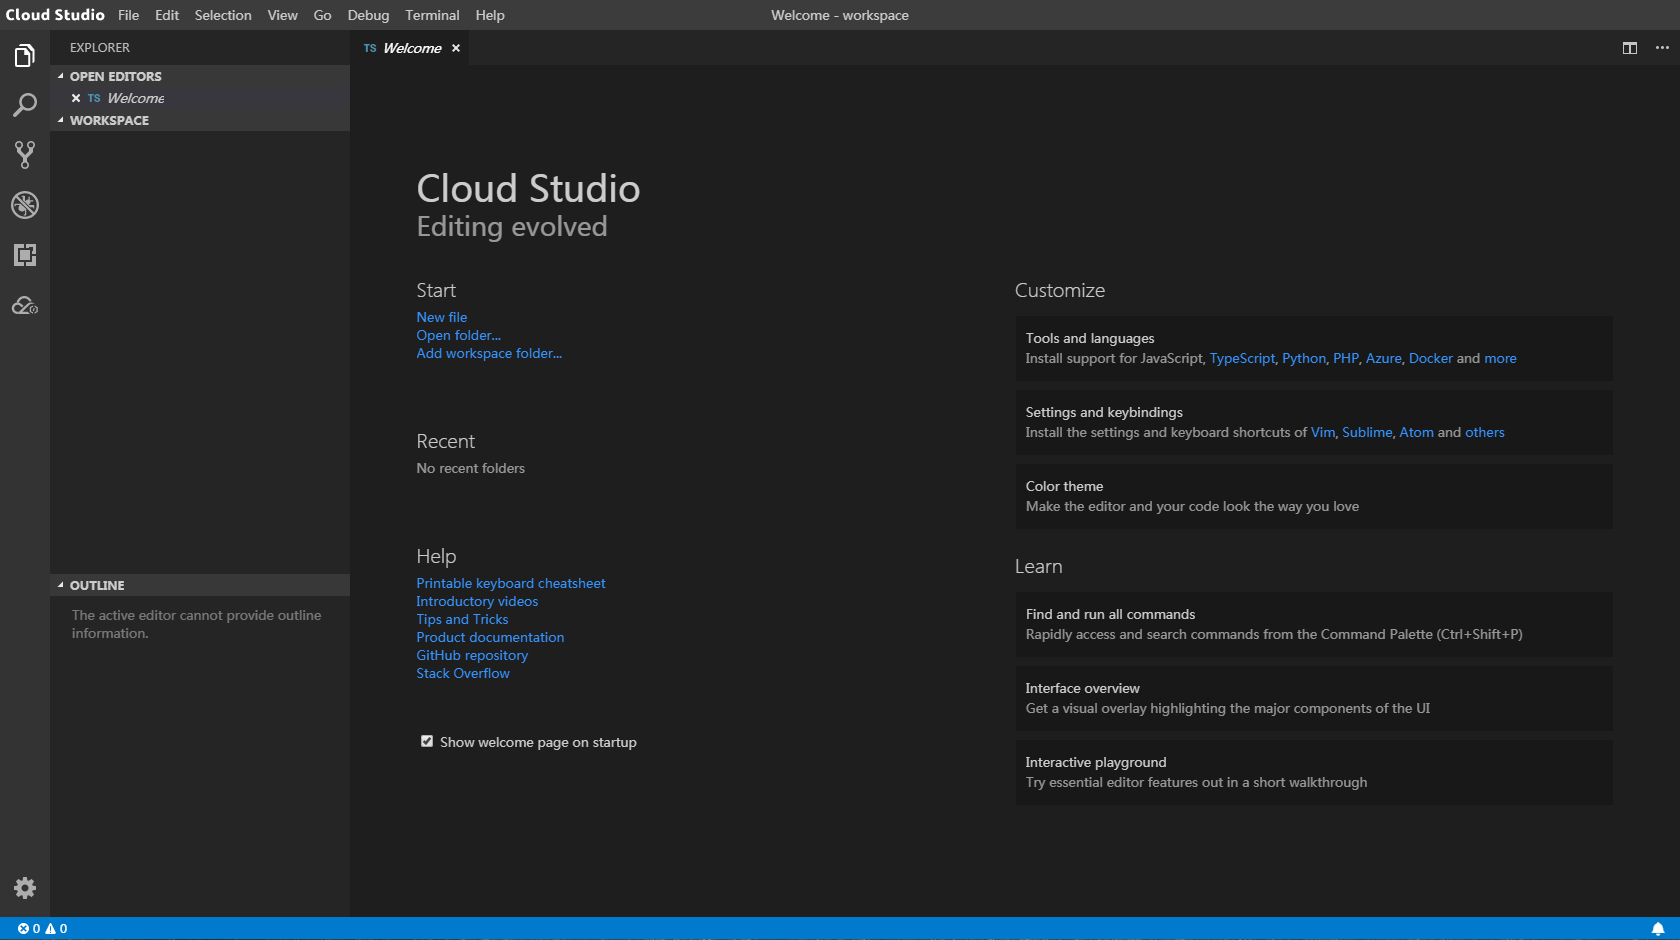 Cloud Studio File Edit Selection View Go Debug Terminal Help
Welcome - workspace
EXPLORER
OPEN EDITORS
TS Welcome
WORKSPACE
OUTLINE
The active editor cannot provide outline
information.
TS Welcome
Cloud Studio
Editing evolved
Start
New file
Open folder...
Add workspace folder...
Recent
No recent folders
Help
Printable keyboard cheatsheet
Introductory videos
Tips and Tricks
Product documentation
GitHub repository
Stack Overflow
Show welcome page on startup
Customize
Tools and languages
Install support for JavaScript, TypeScript, Python, PHP, Azure, Docker and more
Settings and keybindings
Install the settings and keyboard shortcuts of Vim, Sublime, Atom and others
Color theme
Make the editor and your code look the way you love
Learn
Find and run all commands
Rapidly access and search commands from the Command Palette (Ctrl+Shift+P)
Interface overview
Get a visual overlay highlighting the major components of the UI
Interactive playground
Try essential editor features out in a short walkthrough
0 0